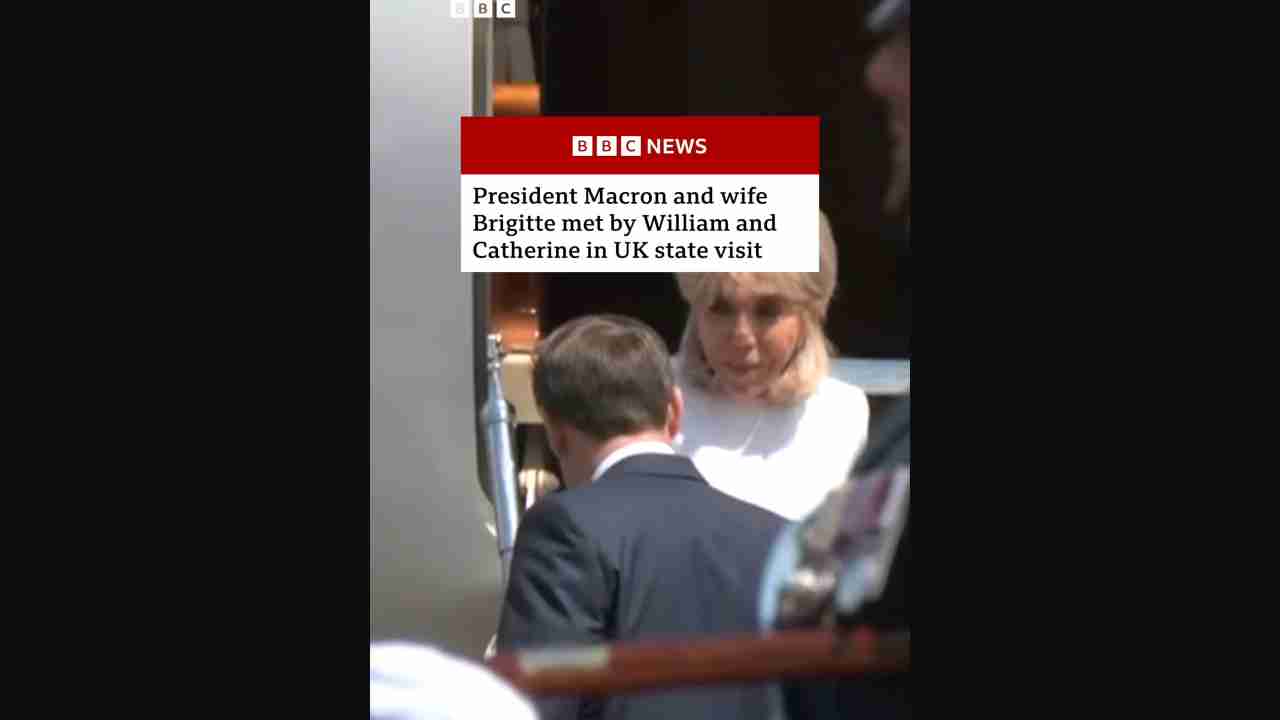 BBC
BBC NEWS
President Macron and wife
Brigitte met by William and
Catherine in UK state visit